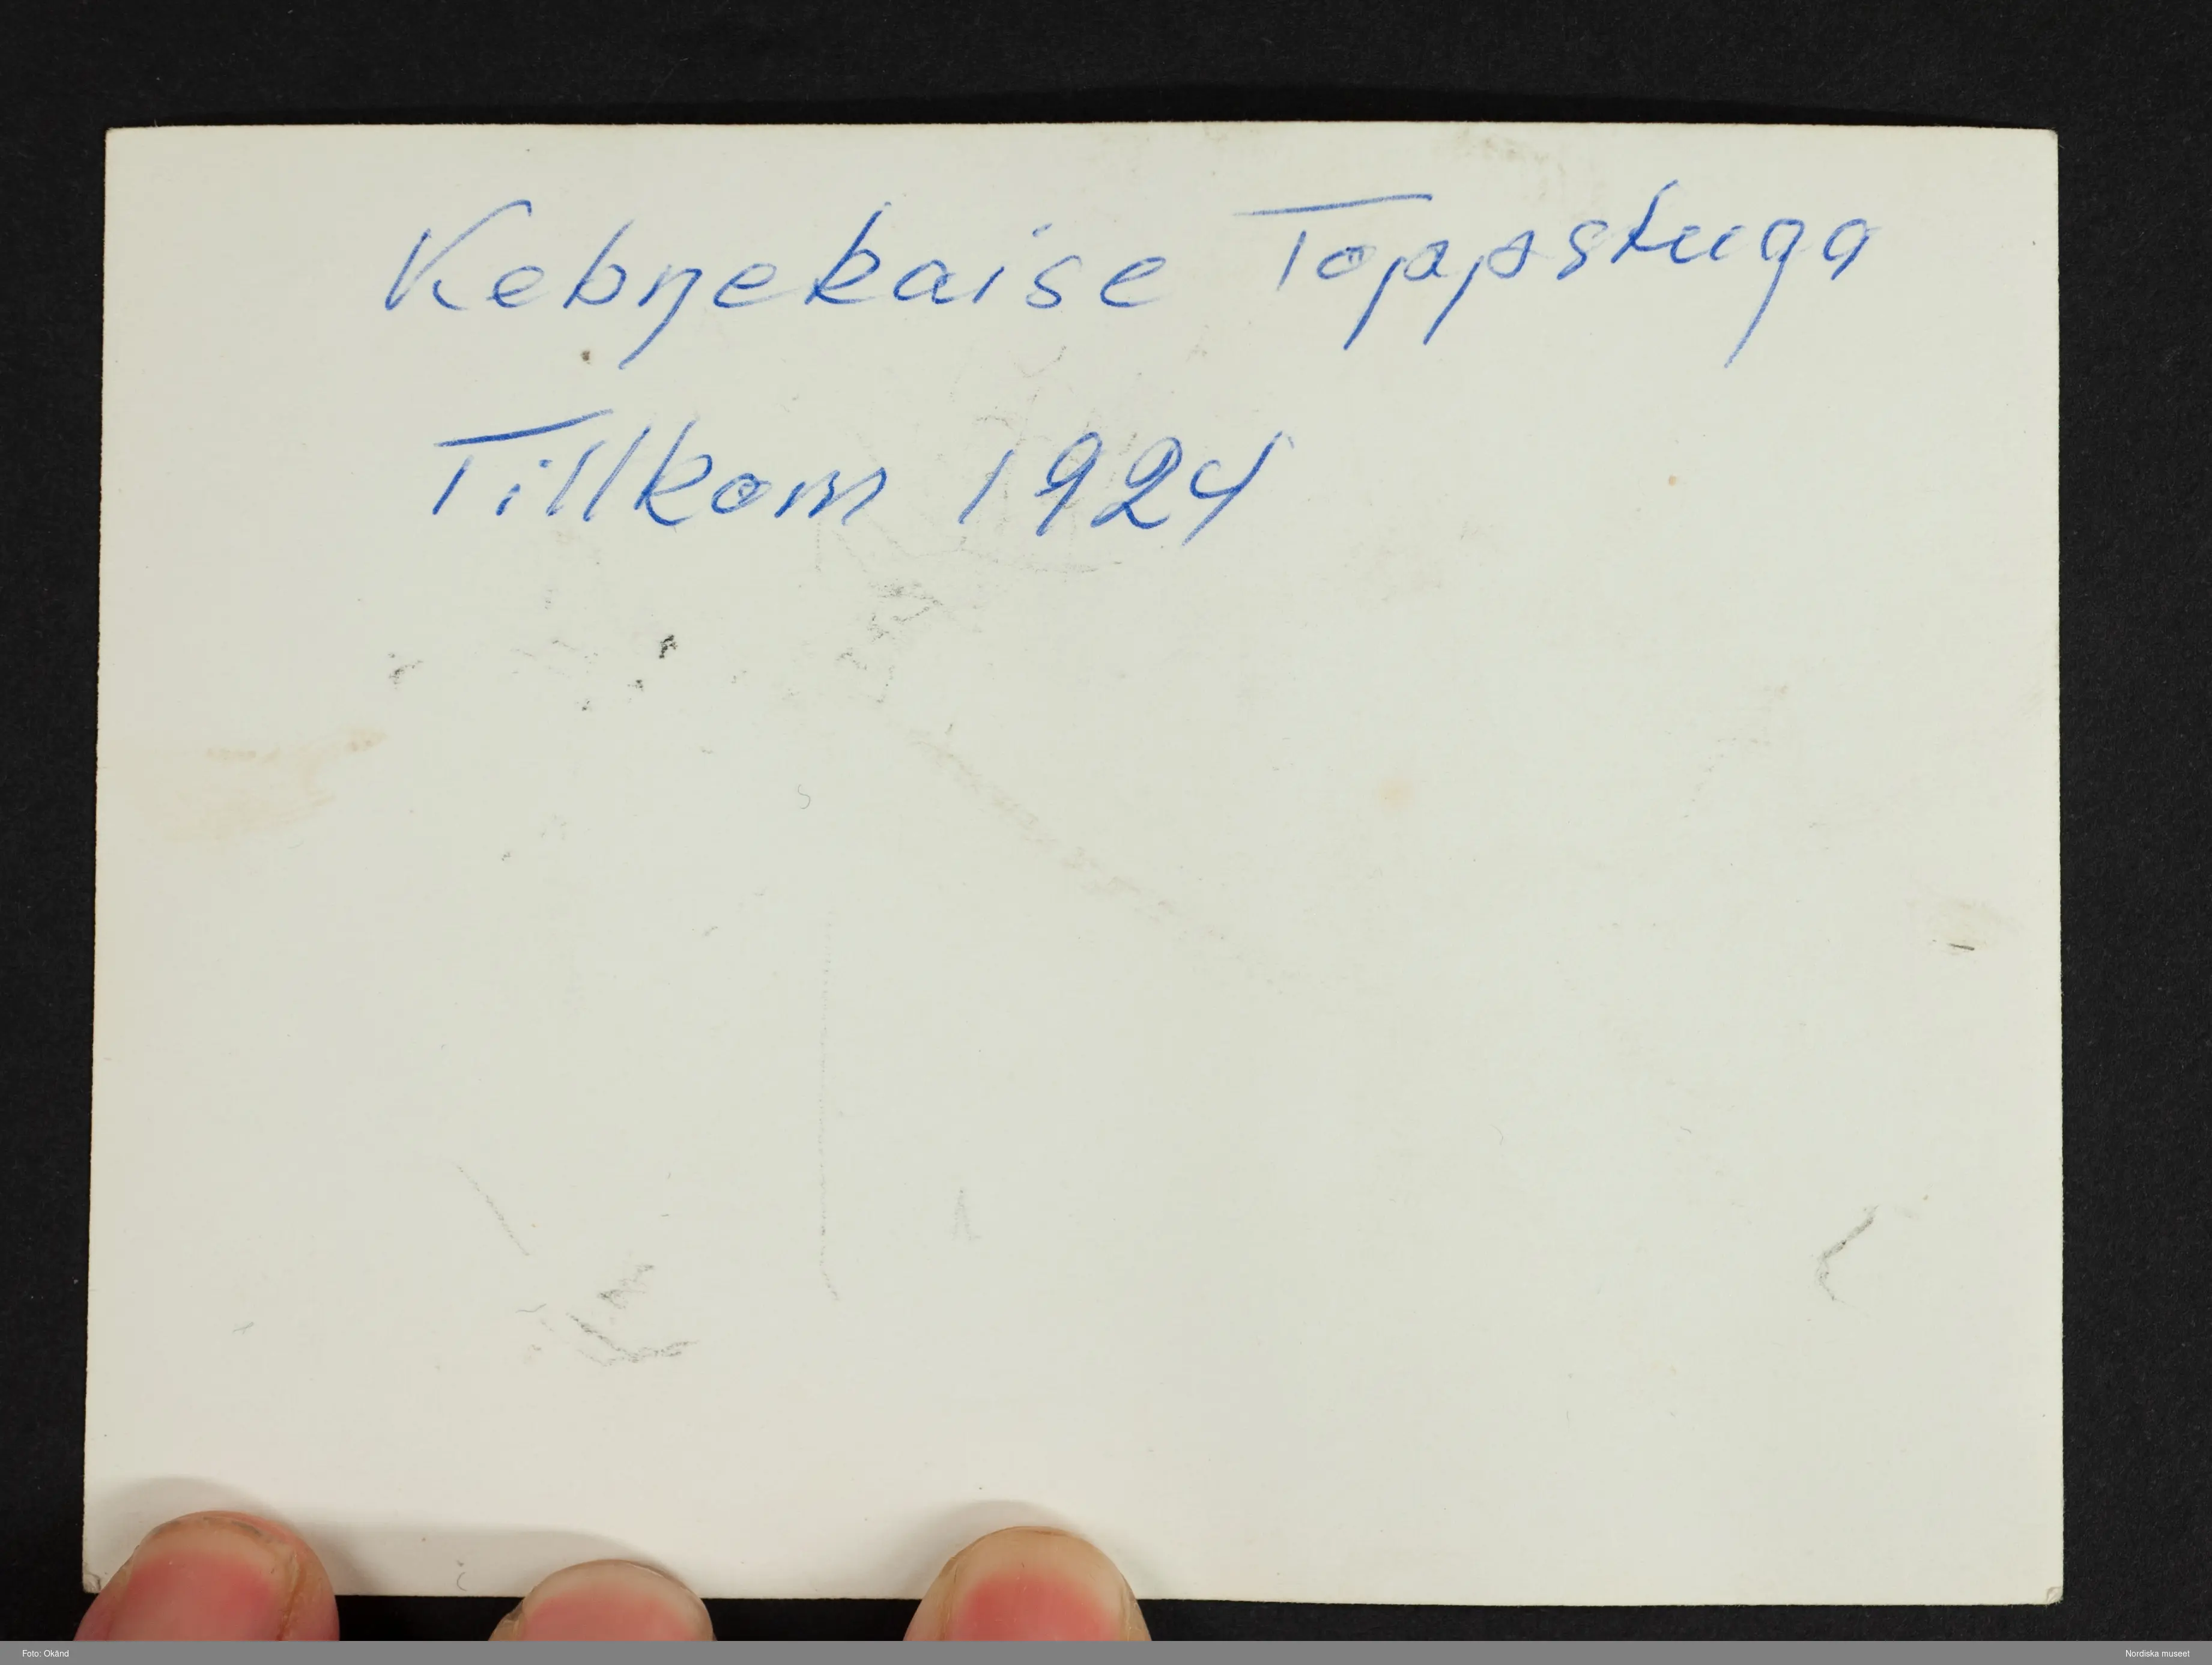 Kebnekaise Toppstuga
Tillkom 1924
Foto: Okänd
Nordiska museet